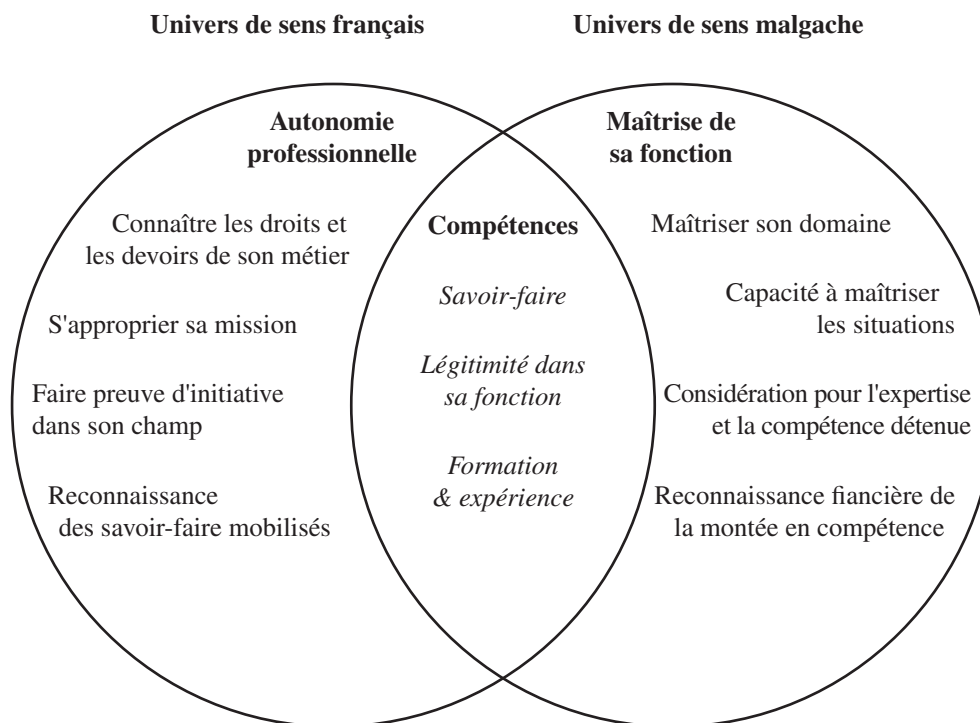 Univers de sens français
Univers de sens malgache
Autonomie
professionnelle
Connaître les droits et
les devoirs de son métier
S'approprier sa mission
Faire preuve d'initiative
dans son champ
Reconnaissance
des savoir-faire mobilisés
Compétences
Savoir-faire
Légitimité dans
sa fonction
Formation
& expérience
Maîtrise de
sa fonction
Maîtriser son domaine
Capacité à maîtriser
les situations
Considération pour l'expertise
et la compétence détenue
Reconnaissance fiancière de
la montée en compétence